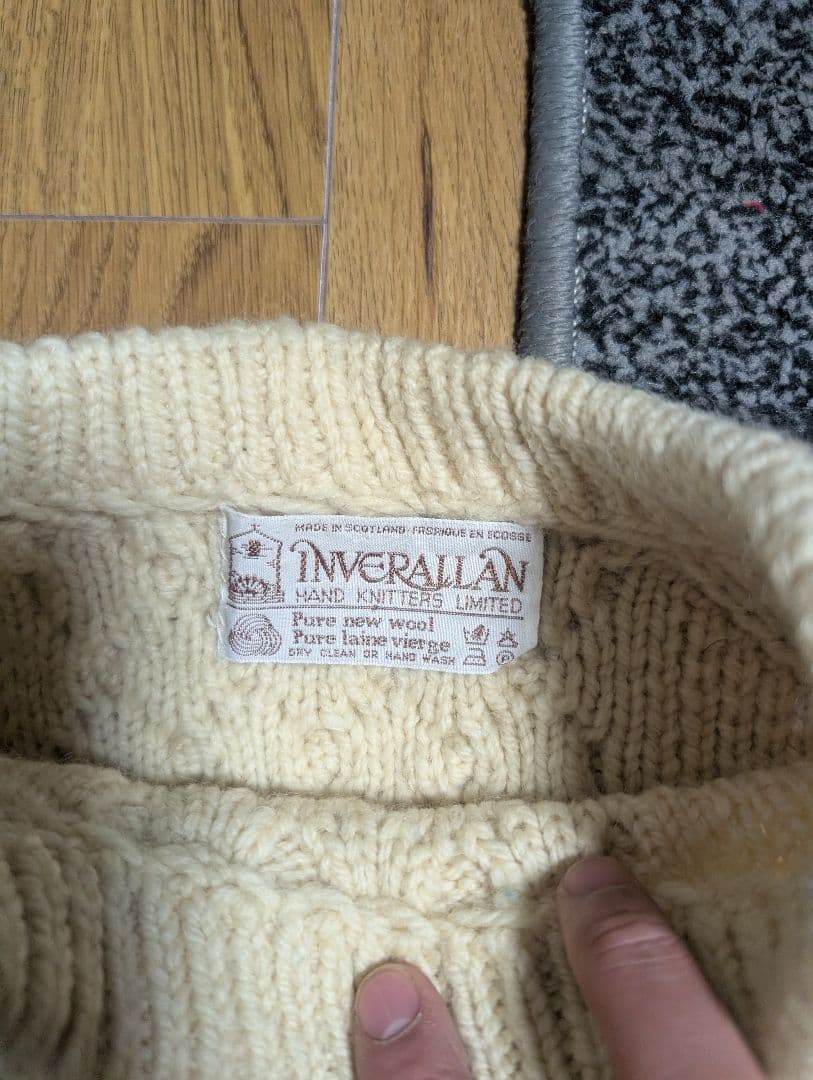 MADE IN SCOTLAND · FABRIQUE EN ECOSSE
INVERALLAN
HAND KNITTERS LIMITED
Pure new wool
Pure laine vierge
DRY CLEAN OR HAND WASH
P